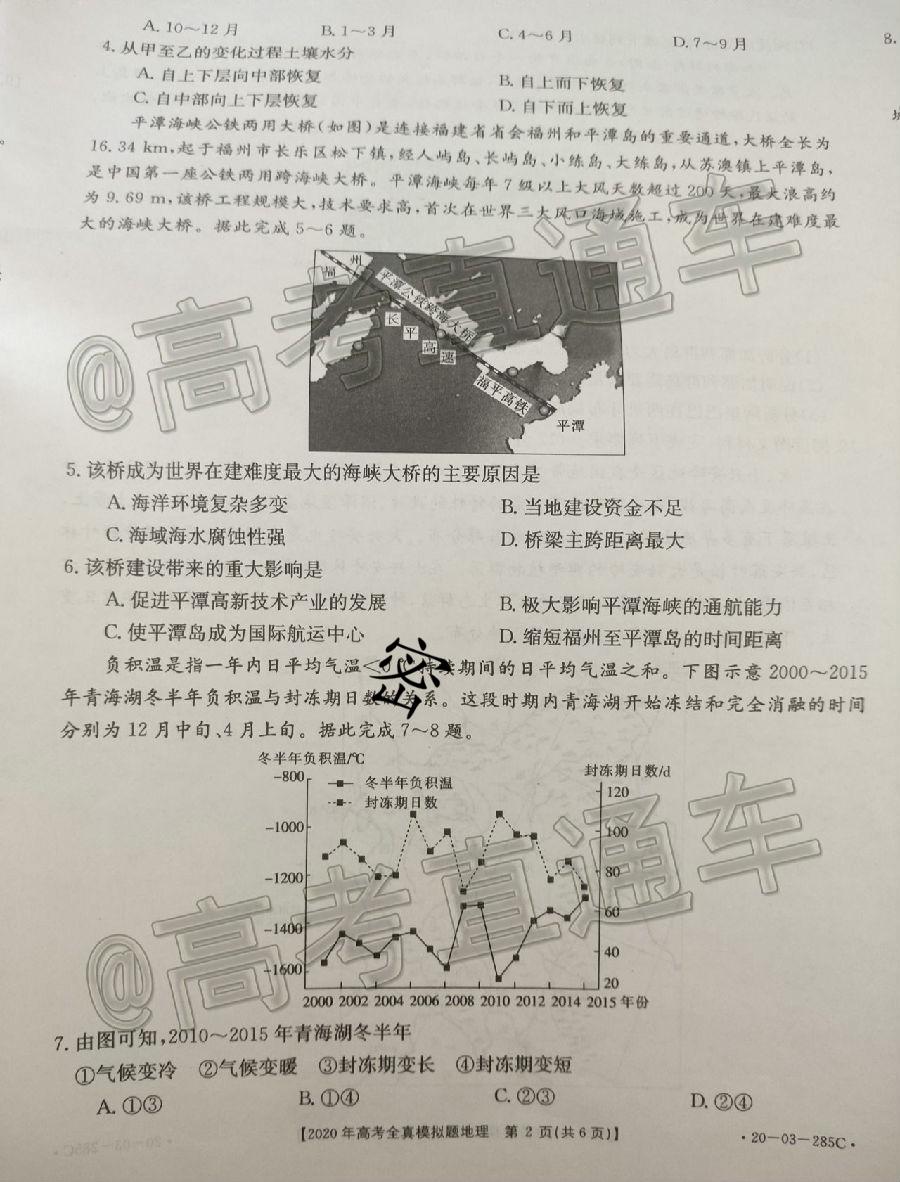 A. 10～12 月 B. 1～3 月 C. 4～6 月 D. 7～9 月
8.
4. 从甲至乙的变化过程土壤水分
A. 自上下层向中部恢复 B. 自上而下恢复
C. 自中部向上下层恢复 D. 自下而上恢复
平潭海峡公铁两用大桥(如图)是连接福建省省会福州和平潭岛的重要通道,大桥全长为
16.34 km,起于福州市长乐区松下镇,经人屿岛、长屿岛、小练岛、大练岛,从苏澳镇上平潭岛,
是中国第一座公铁两用跨海峡大桥。平潭海峡每年 7 级以上大风天数超过 200 天,最大浪高约
为 9.69 m,该桥工程规模大,技术要求高,首次在世界三大风口海域施工,成为世界在建难度最
大的海峡大桥。据此完成 5～6 题。
福州
平潭公铁跨海大桥
长平高速
福平高铁
平潭
5. 该桥成为世界在建难度最大的海峡大桥的主要原因是
A. 海洋环境复杂多变 B. 当地建设资金不足
C. 海域海水腐蚀性强 D. 桥梁主跨距离最大
6. 该桥建设带来的重大影响是
A. 促进平潭高新技术产业的发展 B. 极大影响平潭海峡的通航能力
C. 使平潭岛成为国际航运中心 D. 缩短福州至平潭岛的时间距离
密
负积温是指一年内日平均气温< 持续期间的日平均气温之和。下图示意 2000～2015
年青海湖冬半年负积温与封冻期日数的关系。这段时期内青海湖开始冻结和完全消融的时间
分别为 12 月中旬、4 月上旬。据此完成 7～8 题。
冬半年负积温/℃ 封冻期日数/d
冬半年负积温
封冻期日数
-800
-1000
-1200
-1400
-1600
120
100
80
60
40
20
2000 2002 2004 2006 2008 2010 2012 2014 2015 年份
7. 由图可知,2010～2015 年青海湖冬半年
①气候变冷 ②气候变暖 ③封冻期变长 ④封冻期变短
A. ①③ B. ①④ C. ②③ D. ②④
【2020 年高考全真模拟题地理 第 2 页(共 6 页)】
·20－03－285C·
@高考直通车
@高考直通车